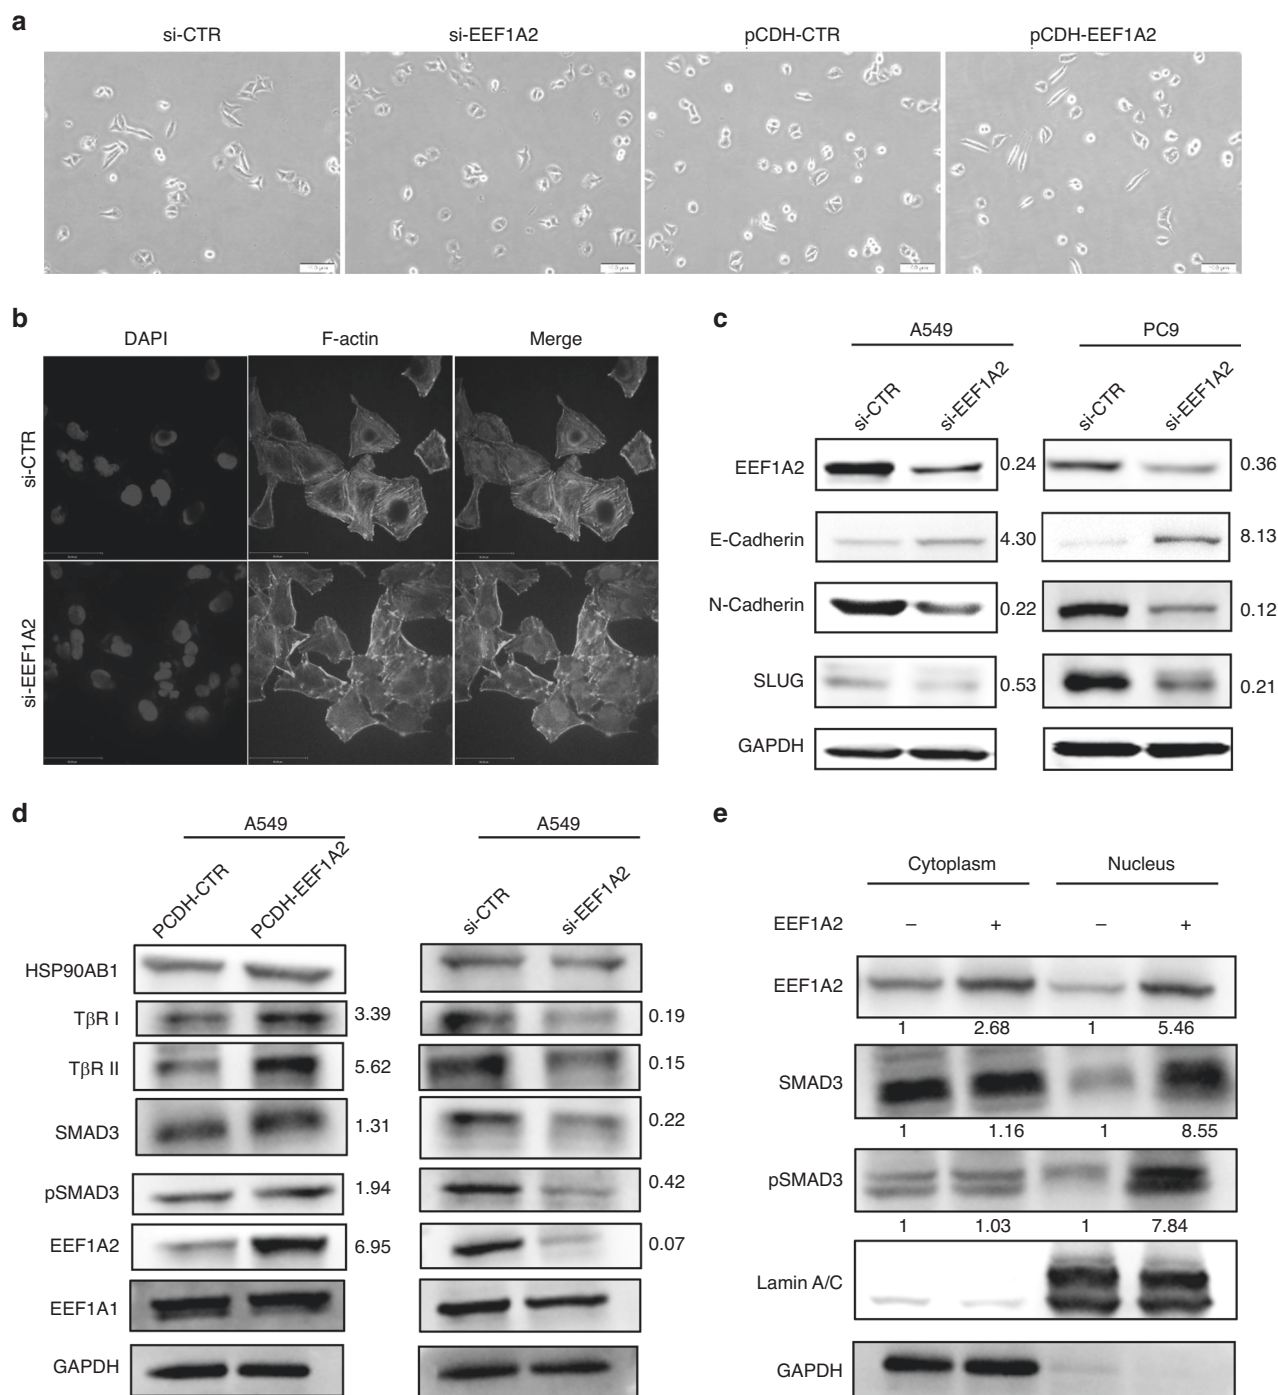 a
si-CTR
si-EEF1A2
pCDH-CTR
pCDH-EEF1A2
b
DAPI
F-actin
Merge
si-CTR
si-EEF1A2
c
A549
PC9
si-CTR
si-EEF1A2
si-CTR
si-EEF1A2
EEF1A2
0.24
0.36
E-Cadherin
4.30
8.13
N-Cadherin
0.22
0.12
SLUG
0.53
0.21
GAPDH
d
A549
A549
PCDH-CTR
PCDH-EEF1A2
si-CTR
si-EEF1A2
HSP90AB1
TβR I
3.39
0.19
TβR II
5.62
0.15
SMAD3
1.31
0.22
pSMAD3
1.94
0.42
EEF1A2
6.95
0.07
EEF1A1
GAPDH
e
Cytoplasm
Nucleus
EEF1A2
–
+
–
+
EEF1A2
1
2.68
1
5.46
SMAD3
1
1.16
1
8.55
pSMAD3
1
1.03
1
7.84
Lamin A/C
GAPDH